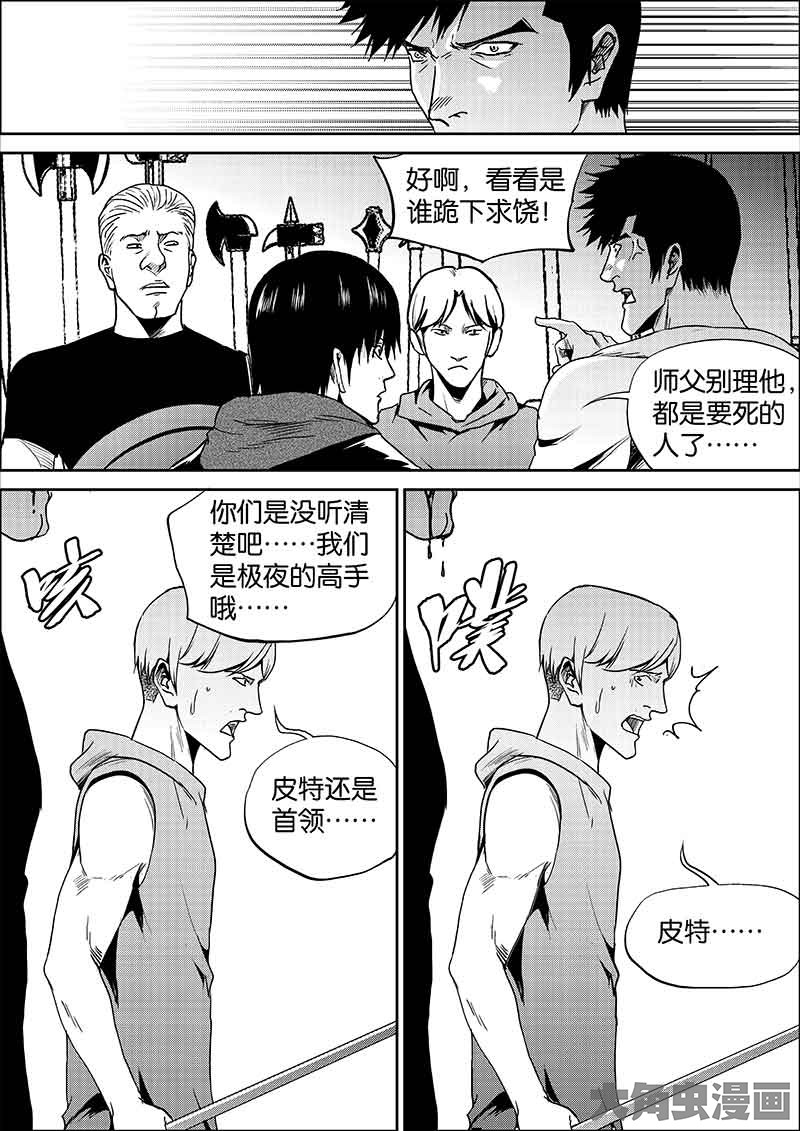 好啊，看看是
谁跪下求饶！
师父别理他，
都是要死的
人了……
咳
你们是没听清
楚吧……我们
是极夜的高手
哦……
皮特还是
首领……
噗
皮特……
大角虫漫画